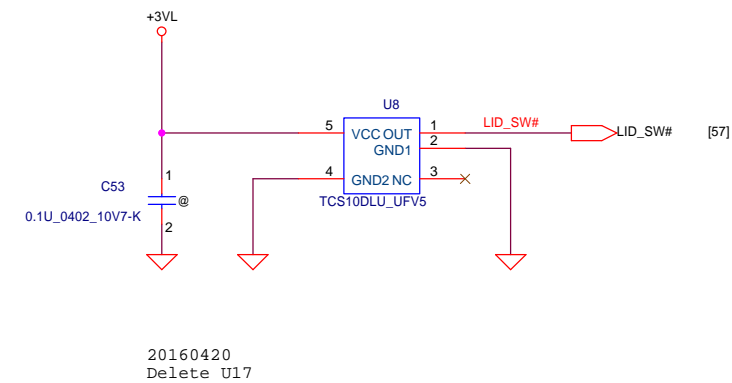 +3VL
U8
5 VCC OUT 1 LID_SW# LID_SW# [57]
GND1 2
4 GND2 NC 3
TCS10DLU_UFV5
1
C53
@
0.1U_0402_10V7-K
2
20160420
Delete U17